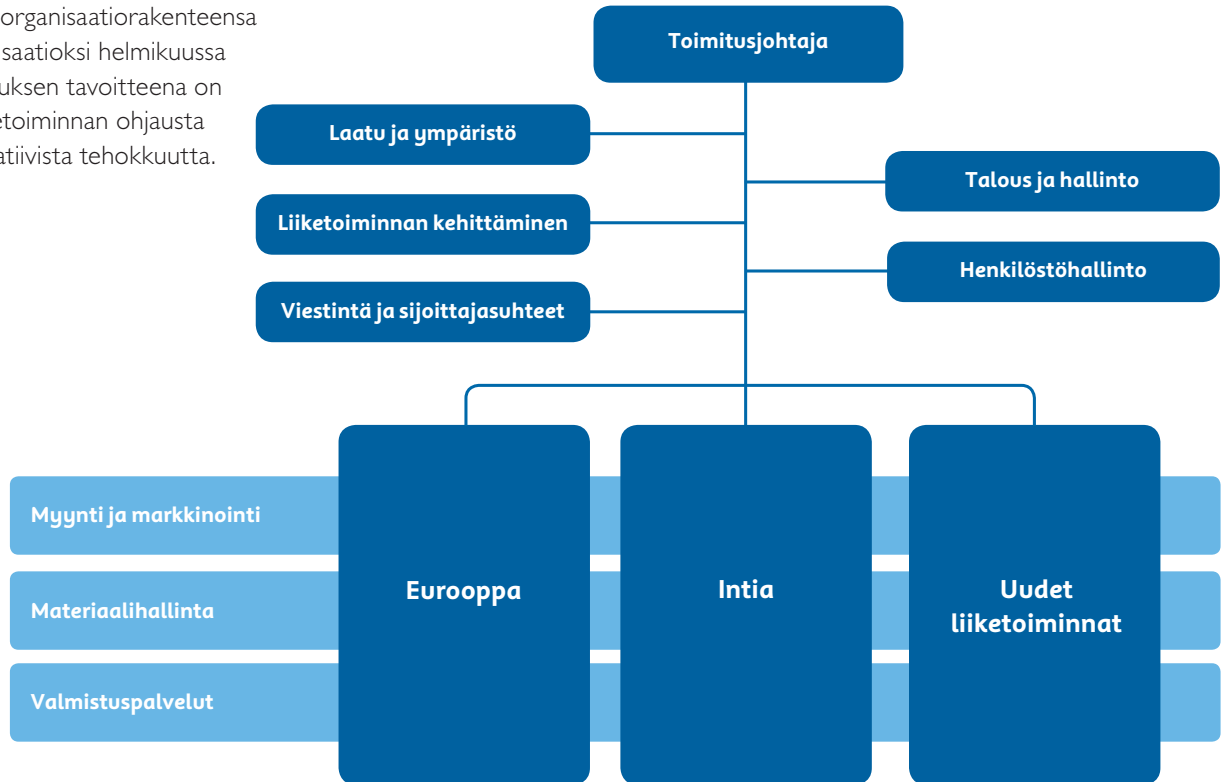 organisaatiorakenteensa
saatioksi helmikuussa
uksen tavoitteena on
etoiminnan ohjausta
atiivista tehokkuutta.
Toimitusjohtaja
Laatu ja ympäristö
Talous ja hallinto
Liiketoiminnan kehittäminen
Henkilöstöhallinto
Viestintä ja sijoittajasuhteet
Myynti ja markkinointi
Materiaalihallinta
Valmistuspalvelut
Eurooppa
Intia
Uudet
liiketoiminnat